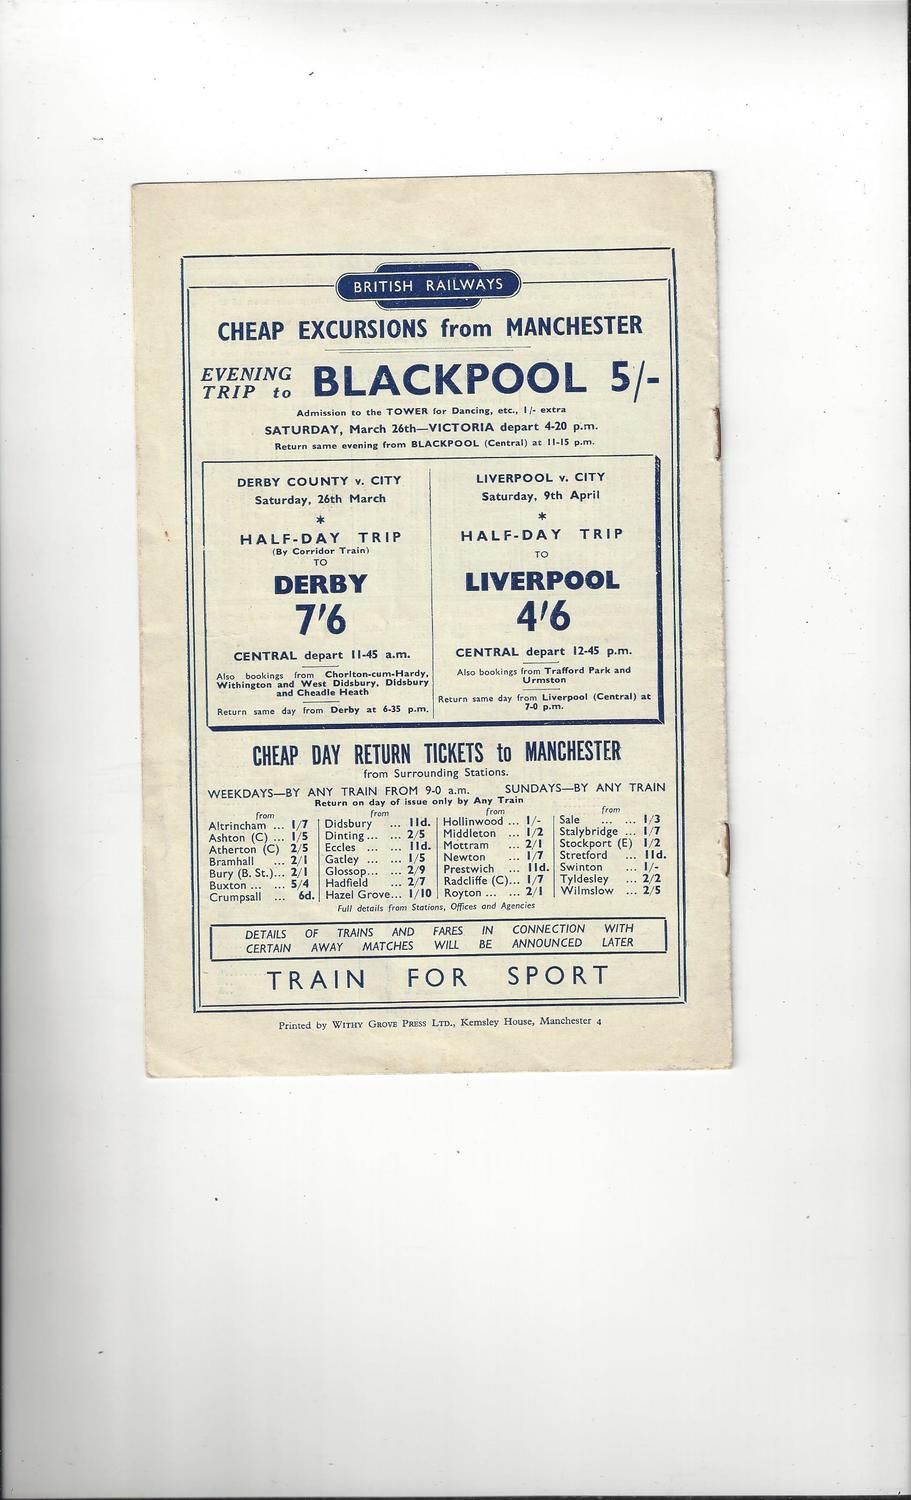 BRITISH RAILWAYS
CHEAP EXCURSIONS from MANCHESTER
EVENING TRIP to BLACKPOOL 5/-
Admission to the TOWER for Dancing, etc., 1/- extra
SATURDAY, March 26th—VICTORIA depart 4-20 p.m.
Return same evening from BLACKPOOL (Central) at 11-15 p.m.
DERBY COUNTY v. CITY
Saturday, 26th March
*
HALF-DAY TRIP
(By Corridor Train)
TO
DERBY
7'6
CENTRAL depart 11-45 a.m.
Also bookings from Chorlton-cum-Hardy,
Withington and West Didsbury, Didsbury
and Cheadle Heath
Return same day from Derby at 6-35 p.m.
LIVERPOOL v. CITY
Saturday, 9th April
*
HALF-DAY TRIP
TO
LIVERPOOL
4'6
CENTRAL depart 12-45 p.m.
Also bookings from Trafford Park and
Urmston
Return same day from Liverpool (Central) at
7-0 p.m.
CHEAP DAY RETURN TICKETS to MANCHESTER
from Surrounding Stations.
WEEKDAYS—BY ANY TRAIN FROM 9-0 a.m. SUNDAYS—BY ANY TRAIN
Return on day of issue only by Any Train
from
Altrincham ... 1/7
Ashton (C) ... 1/5
Atherton (C) 2/5
Bramhall ... 2/1
Bury (B. St.)... 2/1
Buxton ... ... 5/4
Crumpsall ... 6d.
from
Didsbury ... 11d.
Dinting ... ... 2/5
Eccles ... ... 11d.
Gatley ... ... 1/5
Glossop... ... 2/9
Hadfield ... 2/7
Hazel Grove... 1/10
from
Hollinwood ... 1/-
Middleton ... 1/2
Mottram ... 2/1
Newton ... 1/7
Prestwich ... 11d.
Radcliffe (C)... 1/7
Royton ... ... 2/1
from
Sale ... ... 1/3
Stalybridge ... 1/7
Stockport (E) 1/2
Stretford ... 11d.
Swinton ... 1/-
Tyldesley ... 2/2
Wilmslow ... 2/5
Full details from Stations, Offices and Agencies
DETAILS OF TRAINS AND FARES IN CONNECTION WITH
CERTAIN AWAY MATCHES WILL BE ANNOUNCED LATER
TRAIN FOR SPORT
Printed by WITHY GROVE PRESS LTD., Kemsley House, Manchester 4